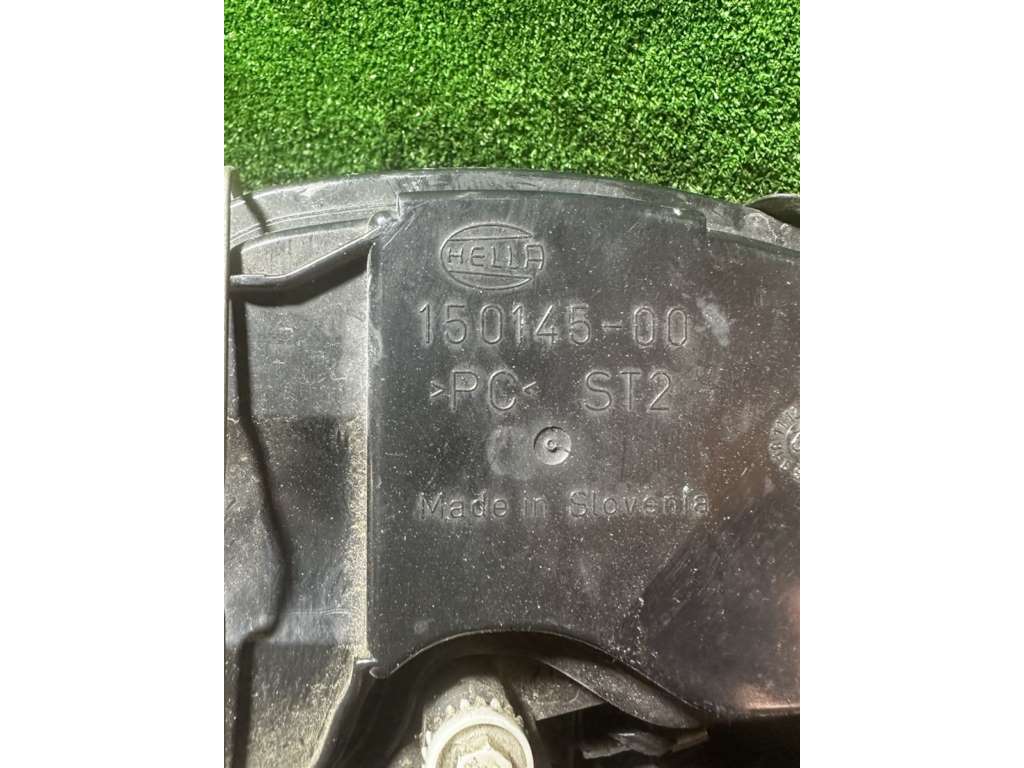 HELLA
150145-00
>PC< ST2
Made in Slovenia